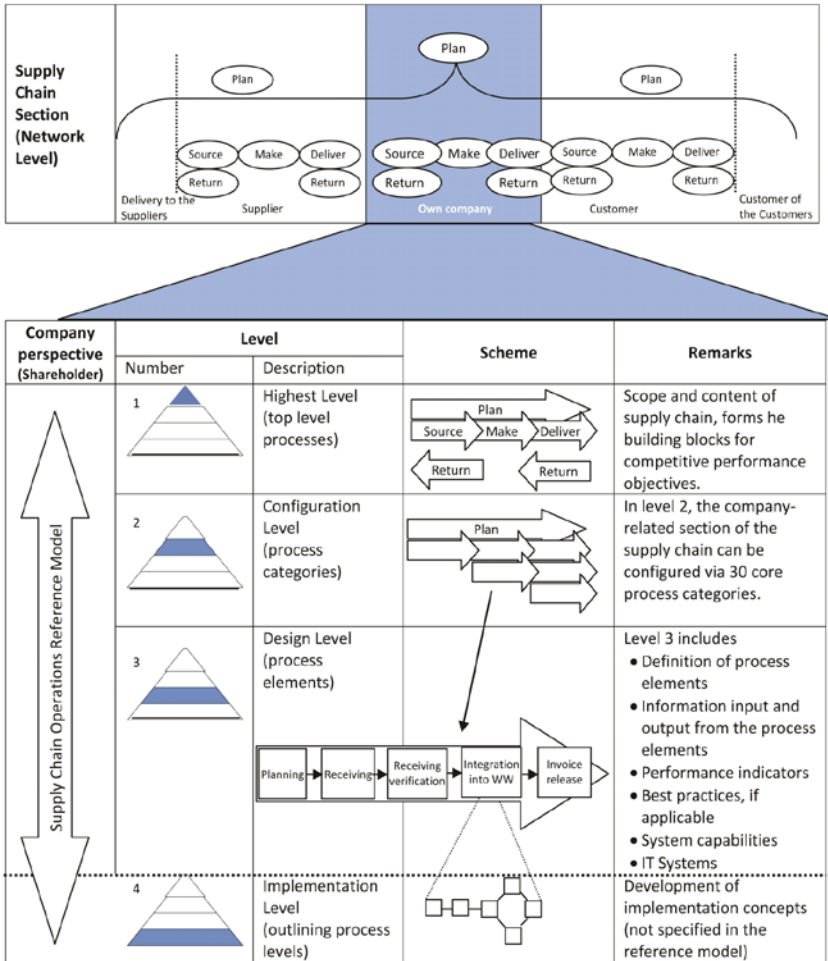 Supply
Chain
Section
(Network
Level)
Plan
Plan
Plan
Source
Make
Deliver
Source
Make
Deliver
Source
Make
Deliver
Return
Return
Return
Return
Return
Return
Delivery to the
Suppliers
Supplier
Own company
Customer
Customer of
the Customers
Company
perspective
(Shareholder)
Level
Scheme
Remarks
Number
Description
Supply Chain Operations Reference Model
1
Highest Level
(top level
processes)
Plan
Source
Make
Deliver
Return
Return
Scope and content of
supply chain, forms he
building blocks for
competitive performance
objectives.
2
Configuration
Level
(process
categories)
Plan
In level 2, the company-
related section of the
supply chain can be
configured via 30 core
process categories.
3
Design Level
(process
elements)
Planning
Receiving
Receiving
verification
Integration
into WW
Invoice
release
Level 3 includes
• Definition of process
elements
• Information input and
output from the process
elements
• Performance indicators
• Best practices, if
applicable
• System capabilities
• IT Systems
4
Implementation
Level
(outlining process
levels)
Development of
implementation concepts
(not specified in the
reference model)